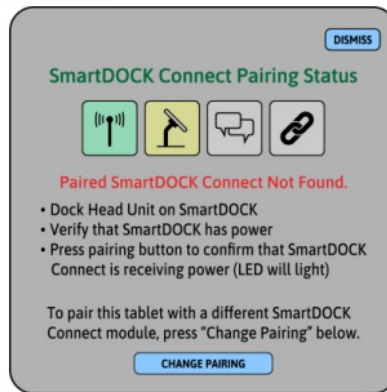 DISMISS
SmartDOCK Connect Pairing Status
Paired SmartDOCK Connect Not Found.
• Dock Head Unit on SmartDOCK
• Verify that SmartDOCK has power
• Press pairing button to confirm that SmartDOCK
Connect is receiving power (LED will light)
To pair this tablet with a different SmartDOCK
Connect module, press “Change Pairing” below.
CHANGE PAIRING